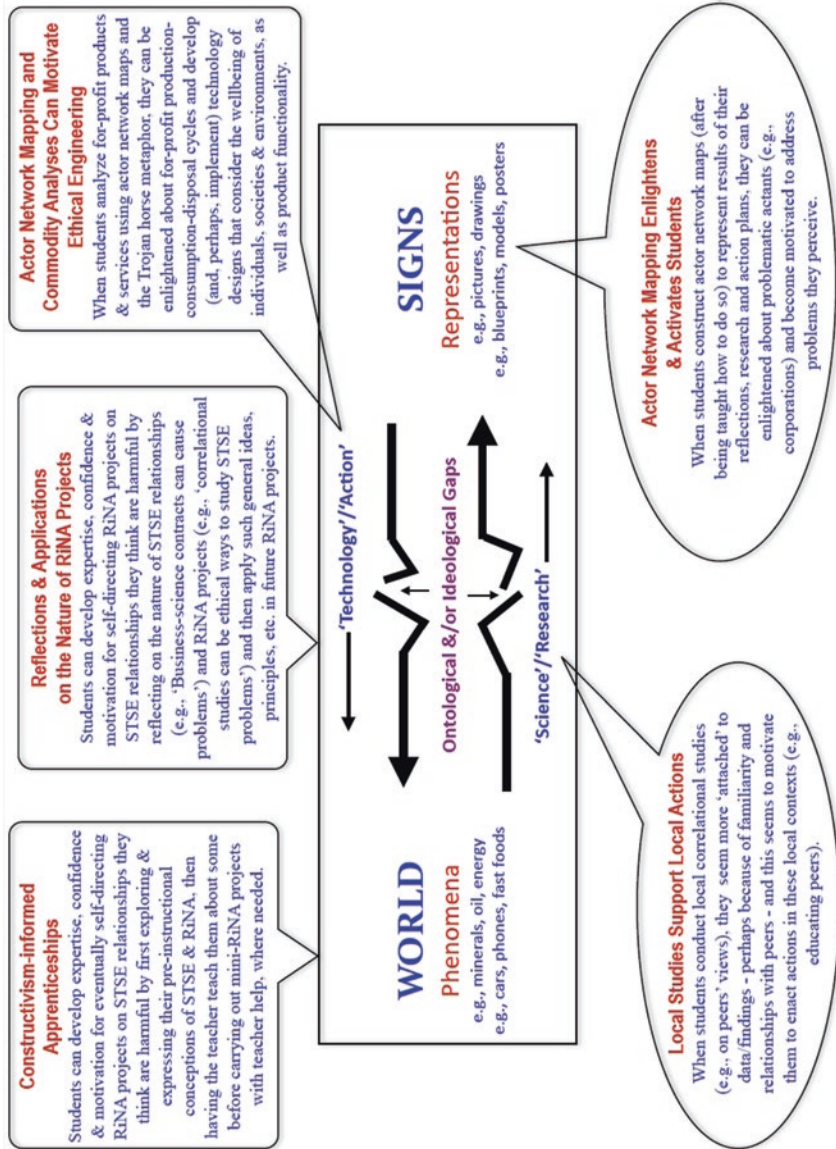 Constructivism-informed
Apprenticeships
Students can develop expertise, confidence
& motivation for eventually self-directing
RiNA projects on STSE relationships they
think are harmful by first exploring &
expressing their pre-instructional
conceptions of STSE & RiNA, then
having the teacher teach them about some
before carrying out mini-RiNA projects
with teacher help, where needed.
Reflections & Applications
on the Nature of RiNA Projects
Students can develop expertise, confidence &
motivation for self-directing RiNA projects on
STSE relationships they think are harmful by
reflecting on the nature of STSE relationships
(e.g., 'Business-science contracts can cause
problems') and RiNA projects (e.g., 'correlational
studies can be ethical ways to study STSE
problems') and then apply such general ideas,
principles, etc. in future RiNA projects.
Actor Network Mapping and
Commodity Analyses Can Motivate
Ethical Engineering
When students analyze for-profit products
& services using actor network maps and
the Trojan horse metaphor, they can be
enlightened about for-profit production-
consumption-disposal cycles and develop
(and, perhaps, implement) technology
designs that consider the wellbeing of
individuals, societies & environments, as
well as product functionality.
WORLD
Phenomena
e.g., minerals, oil, energy
e.g., cars, phones, fast foods
'Technology'/'Action'
Ontological &/or Ideological Gaps
'Science'/'Research'
SIGNS
Representations
e.g., pictures, drawings
e.g., blueprints, models, posters
Local Studies Support Local Actions
When students conduct local correlational studies
(e.g., on peers' views), they seem more 'attached' to
data/findings - perhaps because of familiarity and
relationships with peers - and this seems to motivate
them to enact actions in these local contexts (e.g.,
educating peers).
Actor Network Mapping Enlightens
& Activates Students
When students construct actor network maps (after
being taught how to do so) to represent results of their
reflections, research and action plans, they can be
enlightened about problematic actants (e.g.,
corporations) and become motivated to address
problems they perceive.